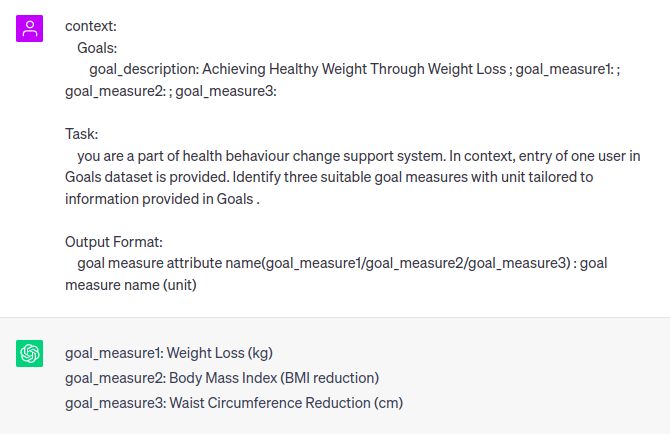 context:
Goals:
goal_description: Achieving Healthy Weight Through Weight Loss ; goal_measure1: ;
goal_measure2: ; goal_measure3:
Task:
you are a part of health behaviour change support system. In context, entry of one user in
Goals dataset is provided. Identify three suitable goal measures with unit tailored to
information provided in Goals .
Output Format:
goal measure attribute name(goal_measure1/goal_measure2/goal_measure3) : goal
measure name (unit)
goal_measure1: Weight Loss (kg)
goal_measure2: Body Mass Index (BMI reduction)
goal_measure3: Waist Circumference Reduction (cm)